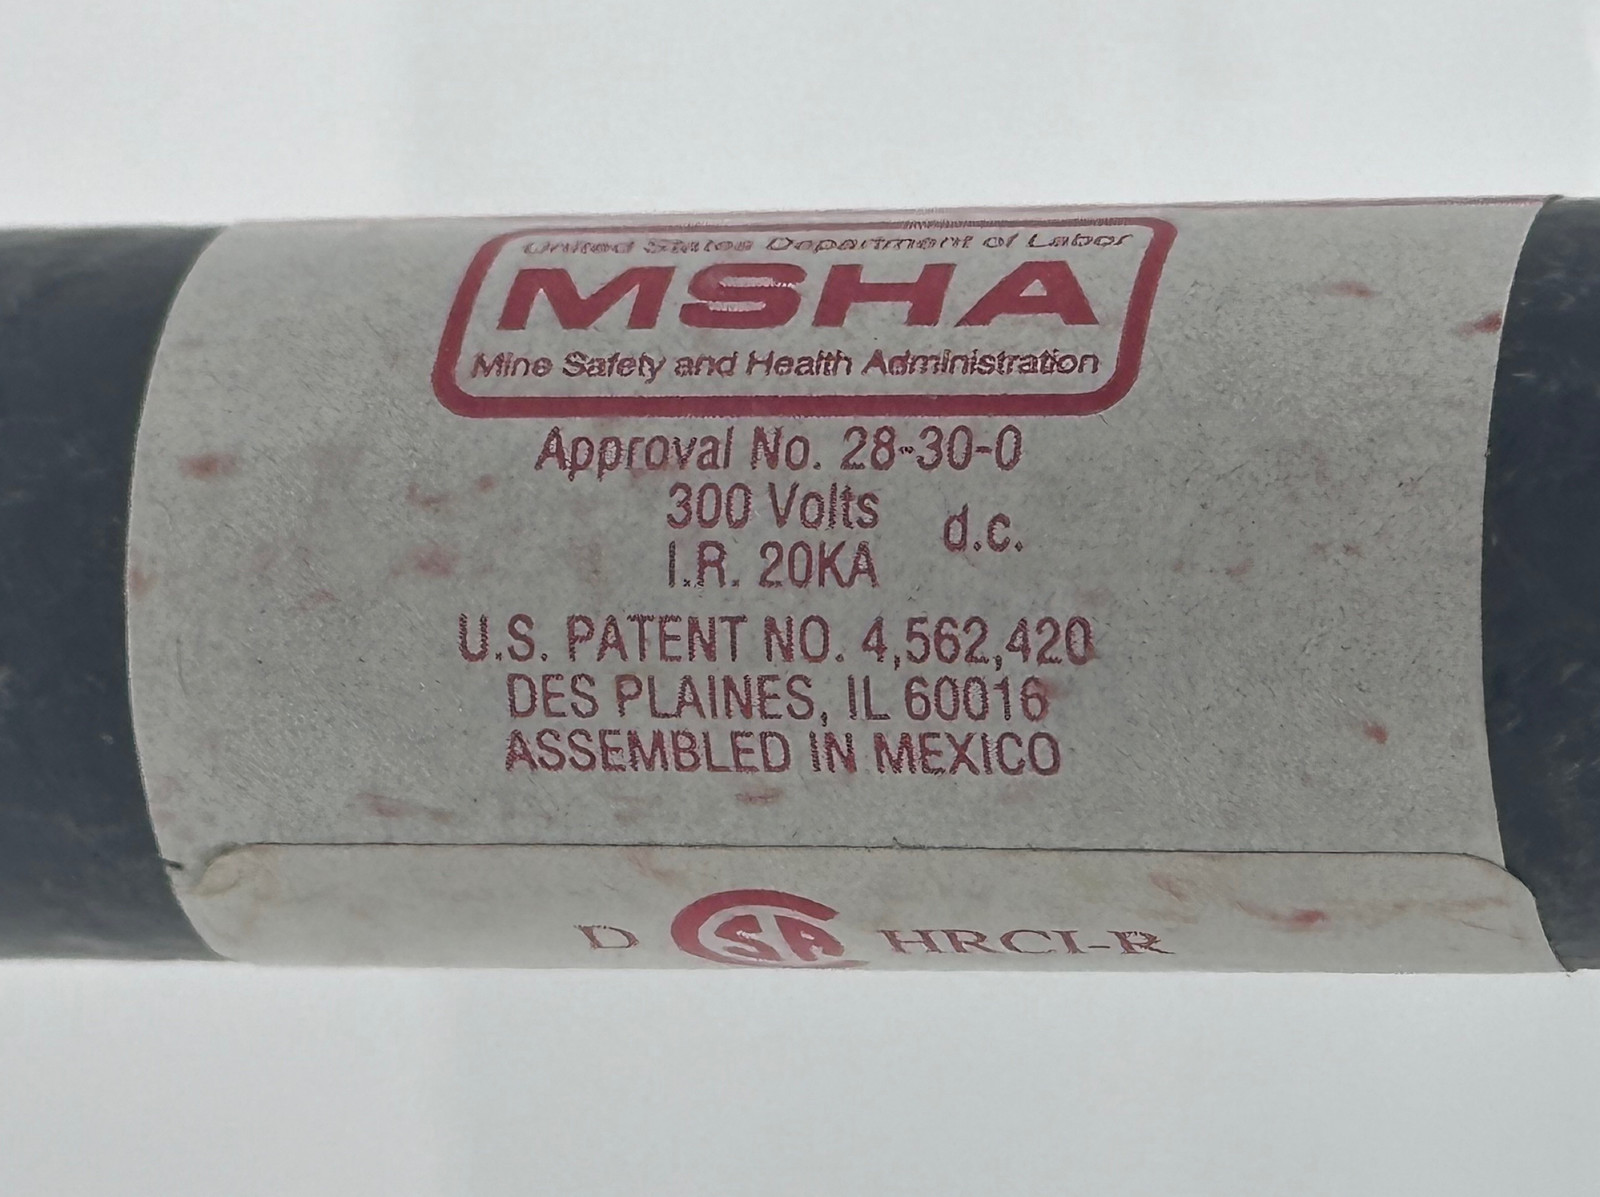 United States Department of Labor
MSHA
Mine Safety and Health Administration
Approval No. 28-30-0
300 Volts d.c.
I.R. 20KA
U.S. PATENT NO. 4,562,420
DES PLAINES, IL 60016
ASSEMBLED IN MEXICO
D SA HRCI-R